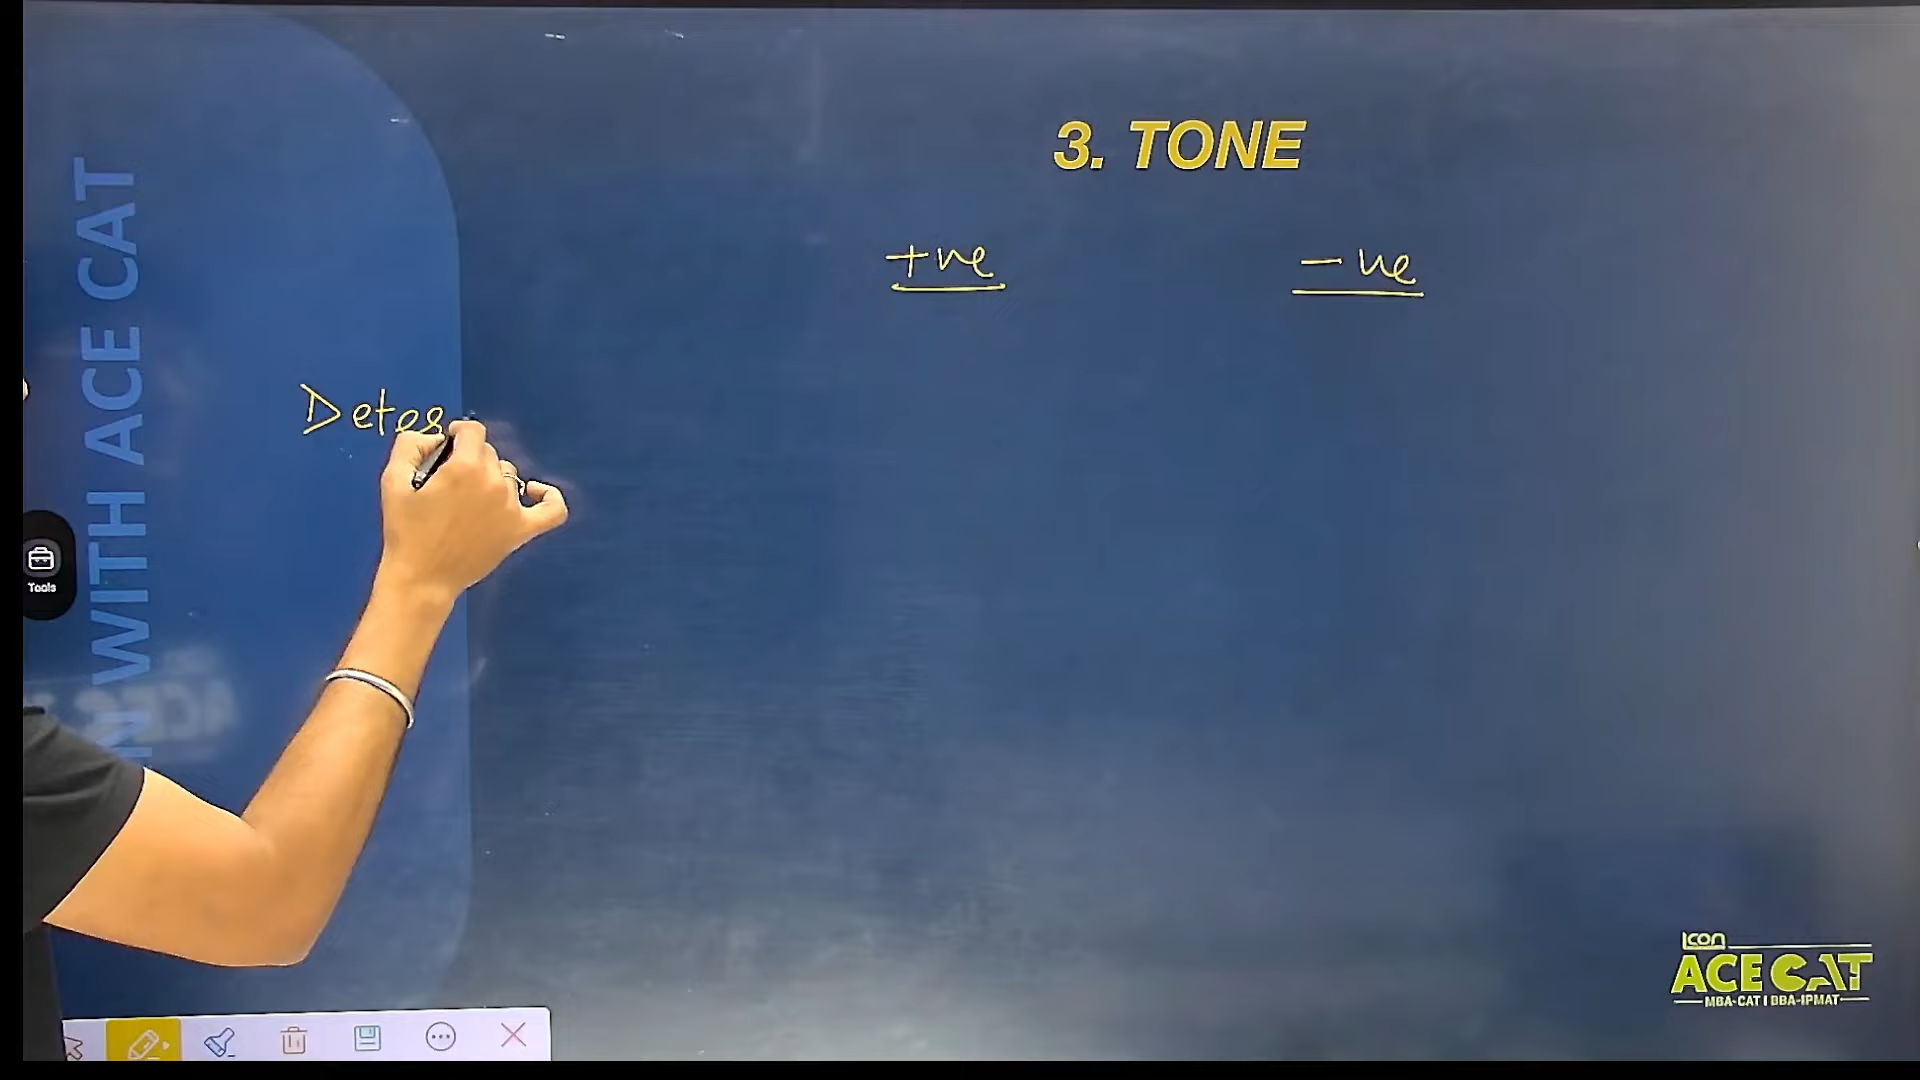 3. TONE
+ve
-ve
Deter
N WITH ACE CAT
Tools
icon
ACE CAT
MBA-CAT | BBA-IPMAT